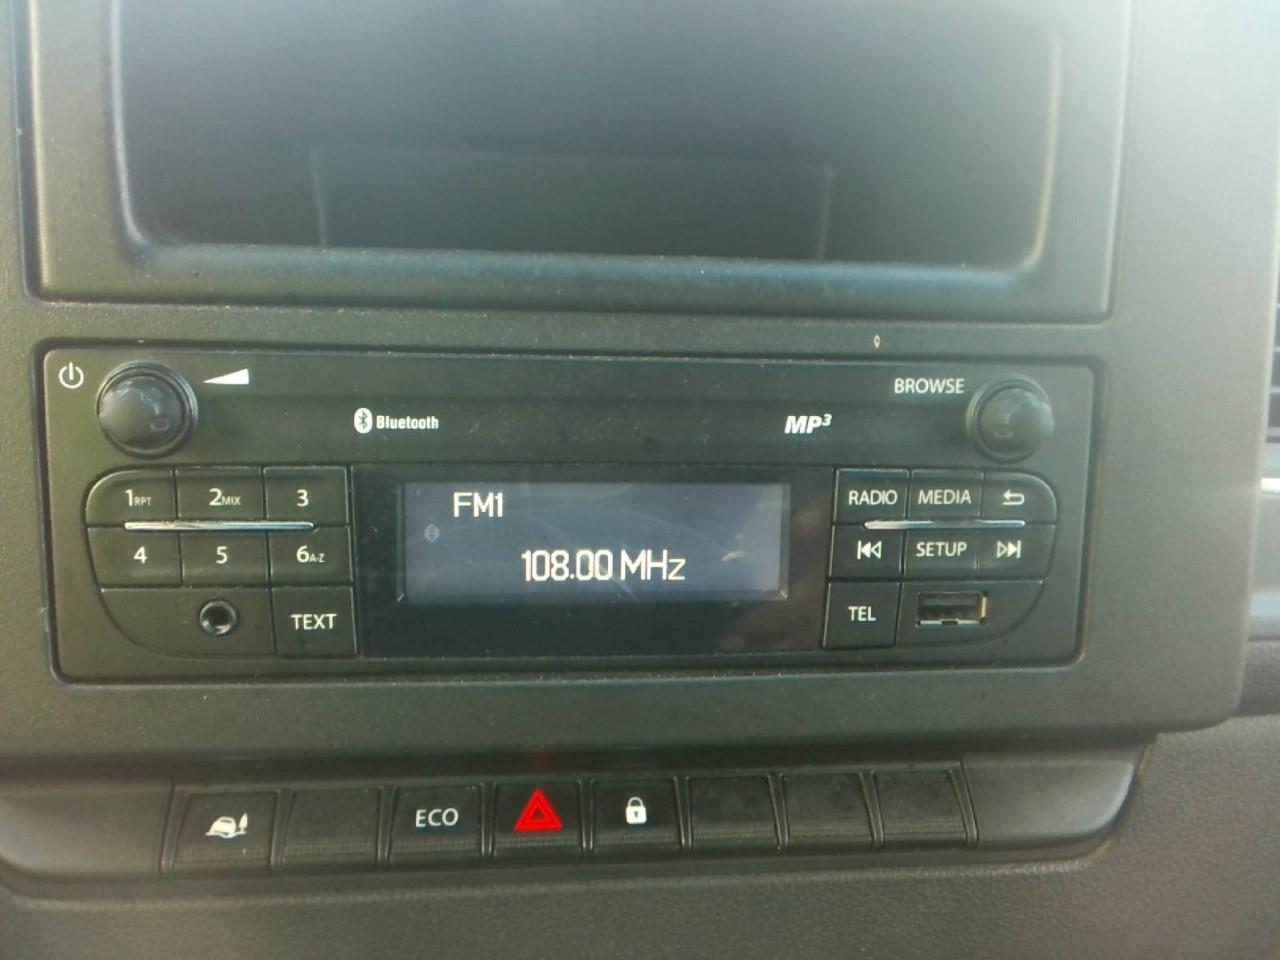 BROWSE
Bluetooth
MP3
1RPT 2MIX 3
FM1
RADIO MEDIA
4 5 6A-Z
108.00 MHz
SETUP
TEXT
TEL
ECO